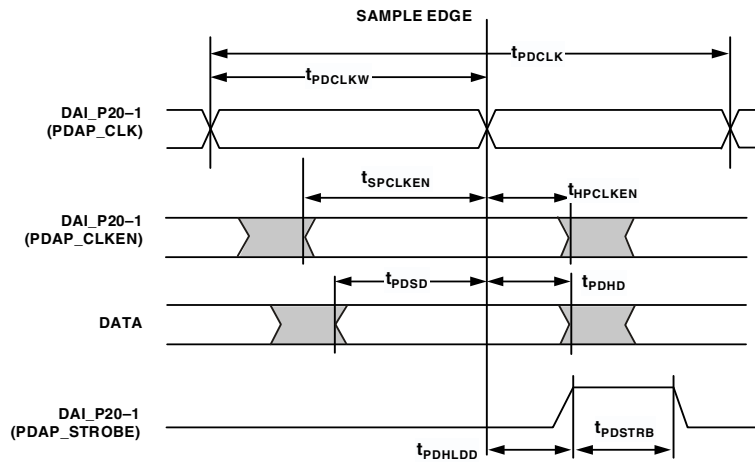 SAMPLE EDGE
tPDCLK
tPDCLKW
DAI_P20–1
(PDAP_CLK)
tSPCLKEN
tHPCLKEN
DAI_P20–1
(PDAP_CLKEN)
tPDSD
tPDHD
DATA
DAI_P20–1
(PDAP_STROBE)
tPDHLDD
tPDSTRB